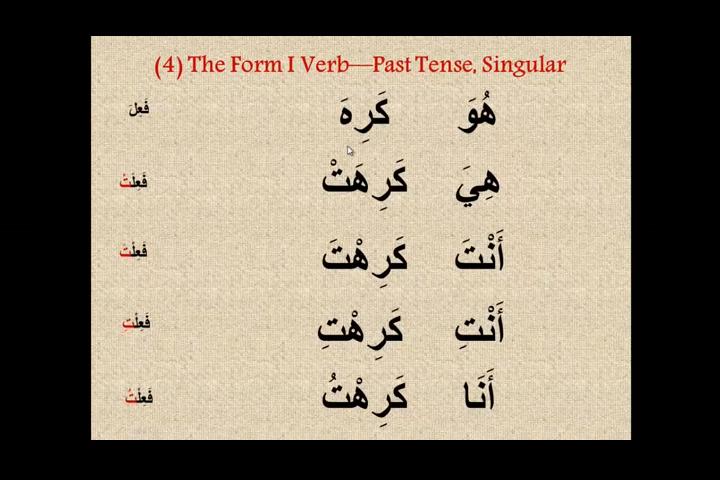 (4) The Form I Verb—Past Tense, Singular
هُوَ كَرِهَ فَعِلَ
هِيَ كَرِهَتْ فَعِلَتْ
أَنْتَ كَرِهْتَ فَعِلْتَ
أَنْتِ كَرِهْتِ فَعِلْتِ
أَنَا كَرِهْتُ فَعِلْتُ